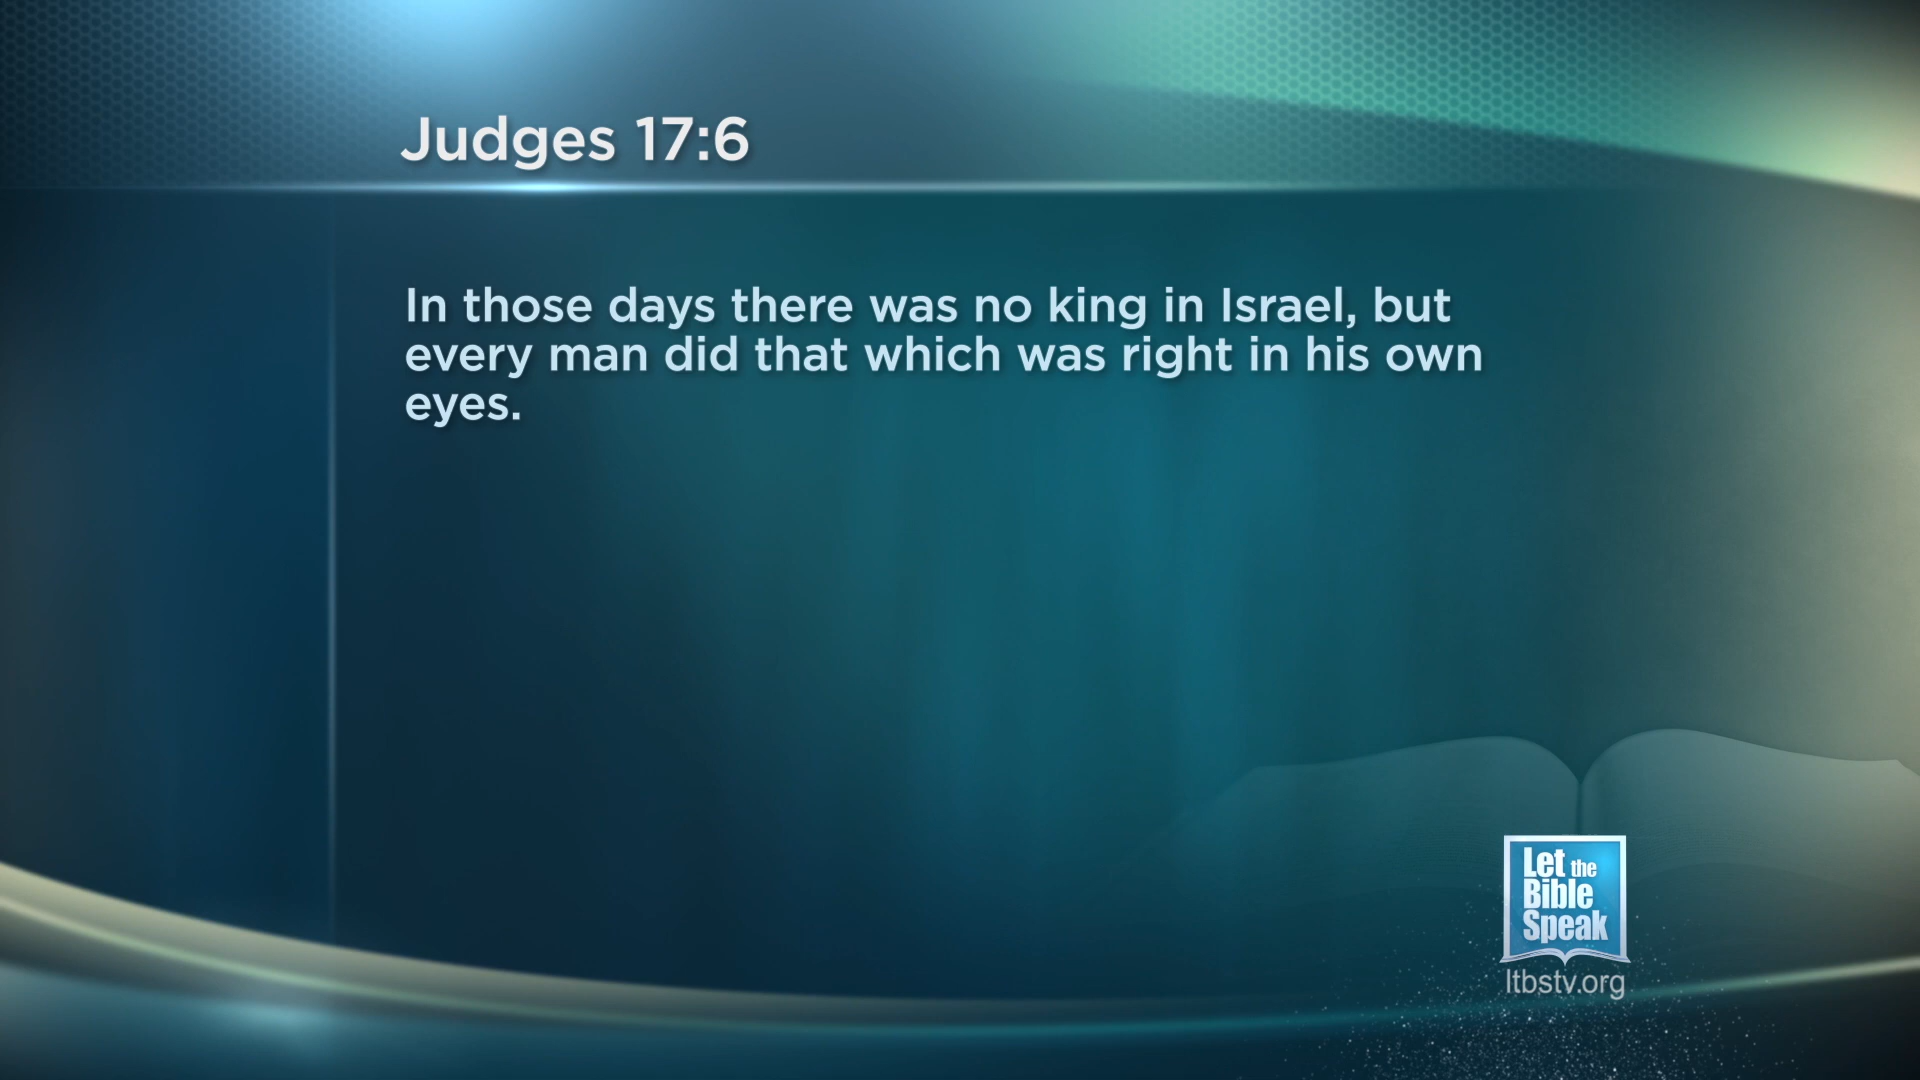 Judges 17:6
In those days there was no king in Israel, but
every man did that which was right in his own
eyes.
Let the
Bible
Speak
ltbstv.org